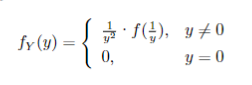 f_Y(y) = { 1/y² · f(1/y), y ≠ 0
0, y = 0